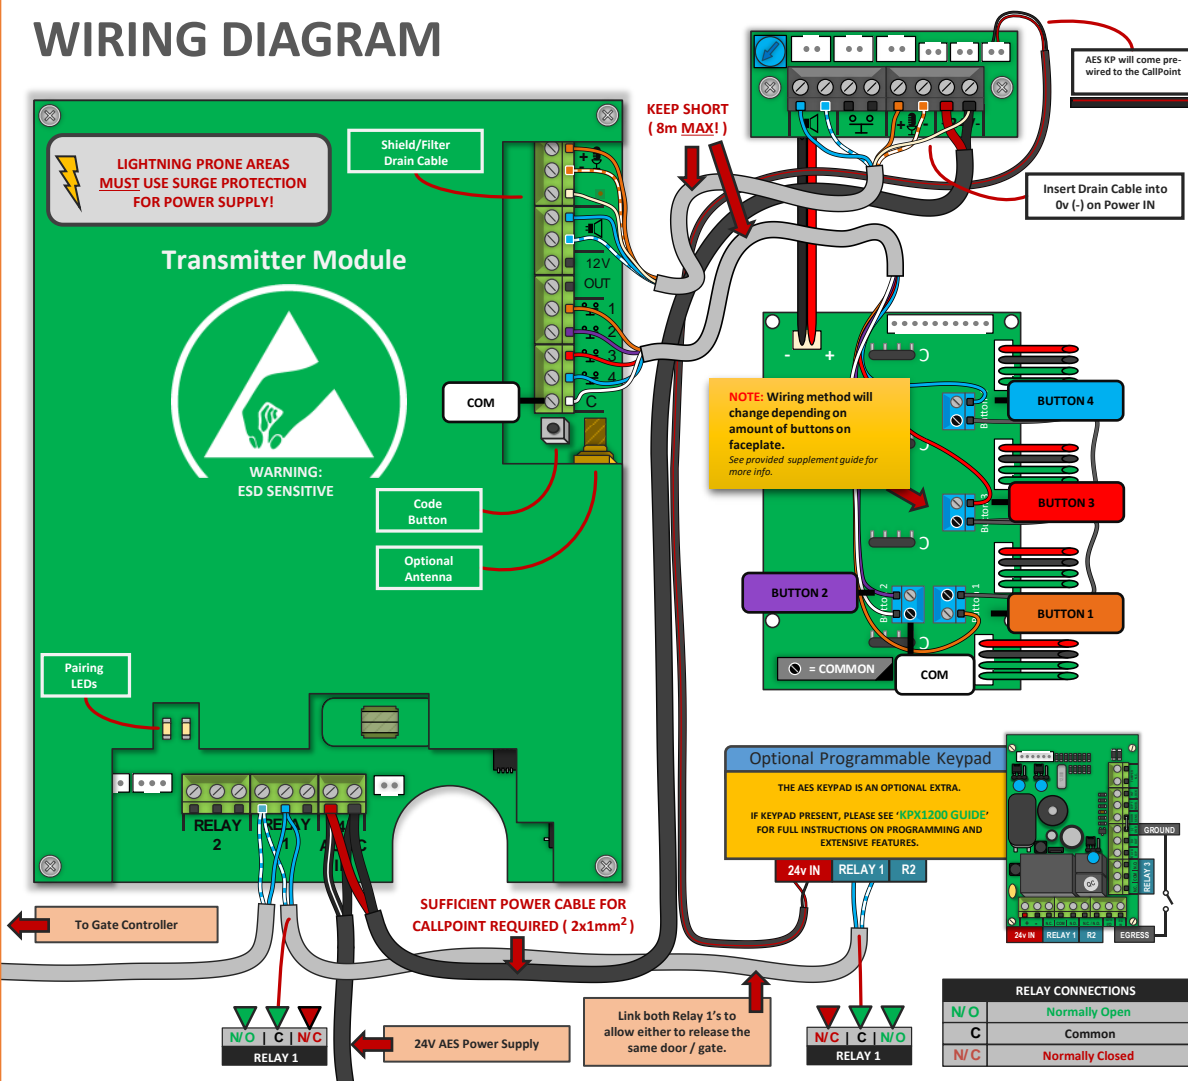 WIRING DIAGRAM
AES KP will come pre-
wired to the CallPoint
KEEP SHORT
( 8m MAX! )
LIGHTNING PRONE AREAS
MUST USE SURGE PROTECTION
FOR POWER SUPPLY!
Shield/Filter
Drain Cable
Insert Drain Cable into
0v (-) on Power IN
Transmitter Module
+
12V
OUT
1
2
3
4
C
COM
- +
WARNING:
ESD SENSITIVE
NOTE: Wiring method will
change depending on
amount of buttons on
faceplate.
See provided supplement guide for
more info.
BUTTON 4
Code
Button
BUTTON 3
Button 3
Optional
Antenna
BUTTON 2
Button 2
Button 1
BUTTON 1
= COMMON
COM
Pairing
LEDs
RELAY
2
RELAY
1
Optional Programmable Keypad
THE AES KEYPAD IS AN OPTIONAL EXTRA.
IF KEYPAD PRESENT, PLEASE SEE ‘KPX1200 GUIDE’
FOR FULL INSTRUCTIONS ON PROGRAMMING AND
EXTENSIVE FEATURES.
24v IN RELAY 1 R2
GROUND
RELAY 3
QC
24v IN RELAY 1 R2 EGRESS
To Gate Controller
SUFFICIENT POWER CABLE FOR
CALLPOINT REQUIRED ( 2x1mm² )
N/O | C | N/C
RELAY 1
24V AES Power Supply
Link both Relay 1's to
allow either to release the
same door / gate.
N/C | C | N/O
RELAY 1
RELAY CONNECTIONS
N/O Normally Open
C Common
N/C Normally Closed